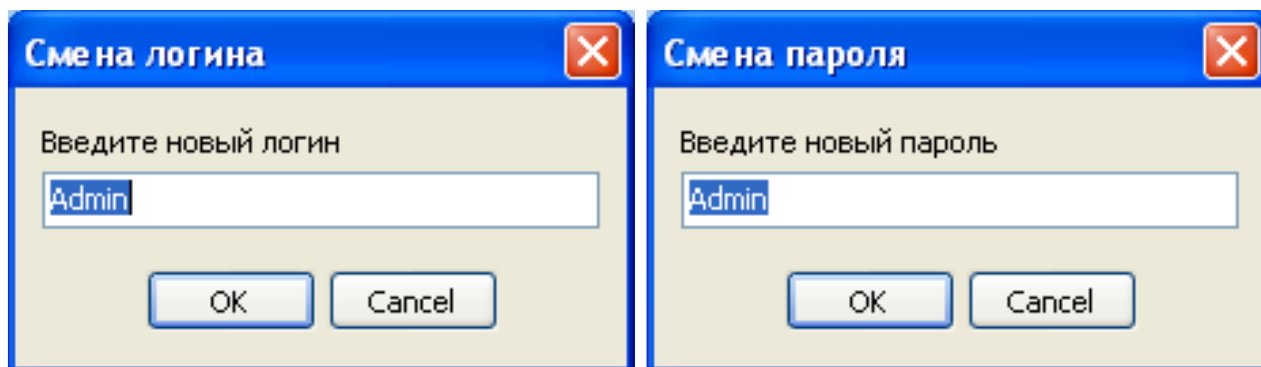 Смена логина
Введите новый логин
Admin
OK Cancel
Смена пароля
Введите новый пароль
Admin
OK Cancel